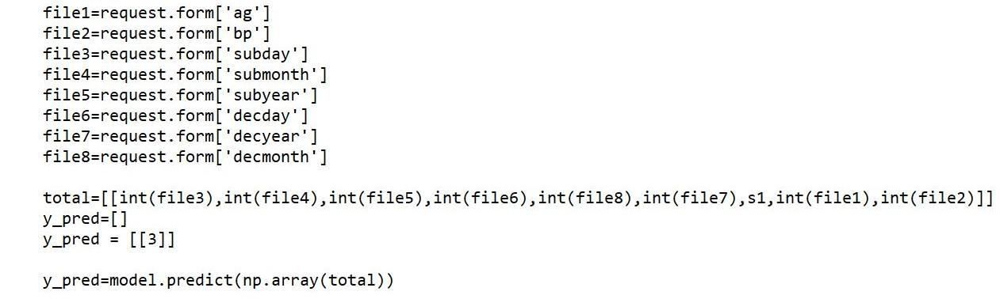 file1=request.form['ag']
file2=request.form['bp']
file3=request.form['subday']
file4=request.form['submonth']
file5=request.form['subyear']
file6=request.form['decday']
file7=request.form['decyear']
file8=request.form['decmonth']
total=[[int(file3),int(file4),int(file5),int(file6),int(file8),int(file7),s1,int(file1),int(file2)]]
y_pred=[]
y_pred = [[3]]
y_pred=model.predict(np.array(total))